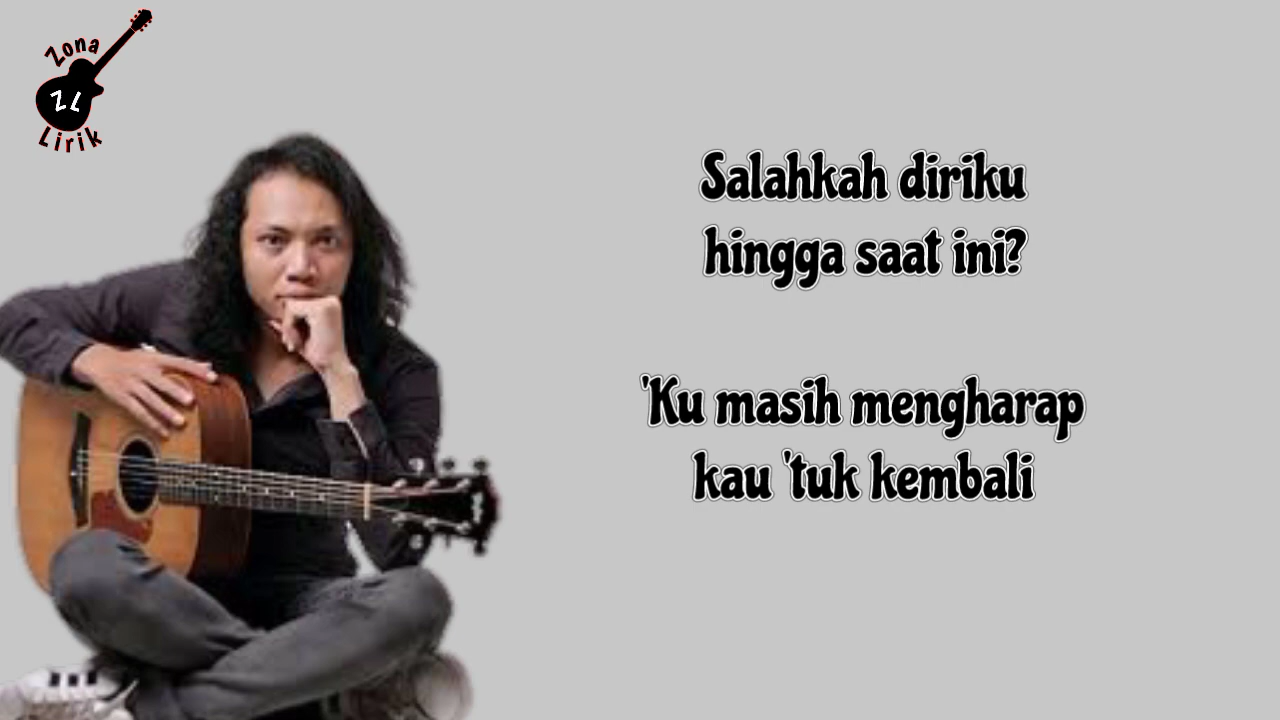 Zona
ZL
Lirik
Salahkah diriku
hingga saat ini?
'Ku masih mengharap
kau 'tuk kembali